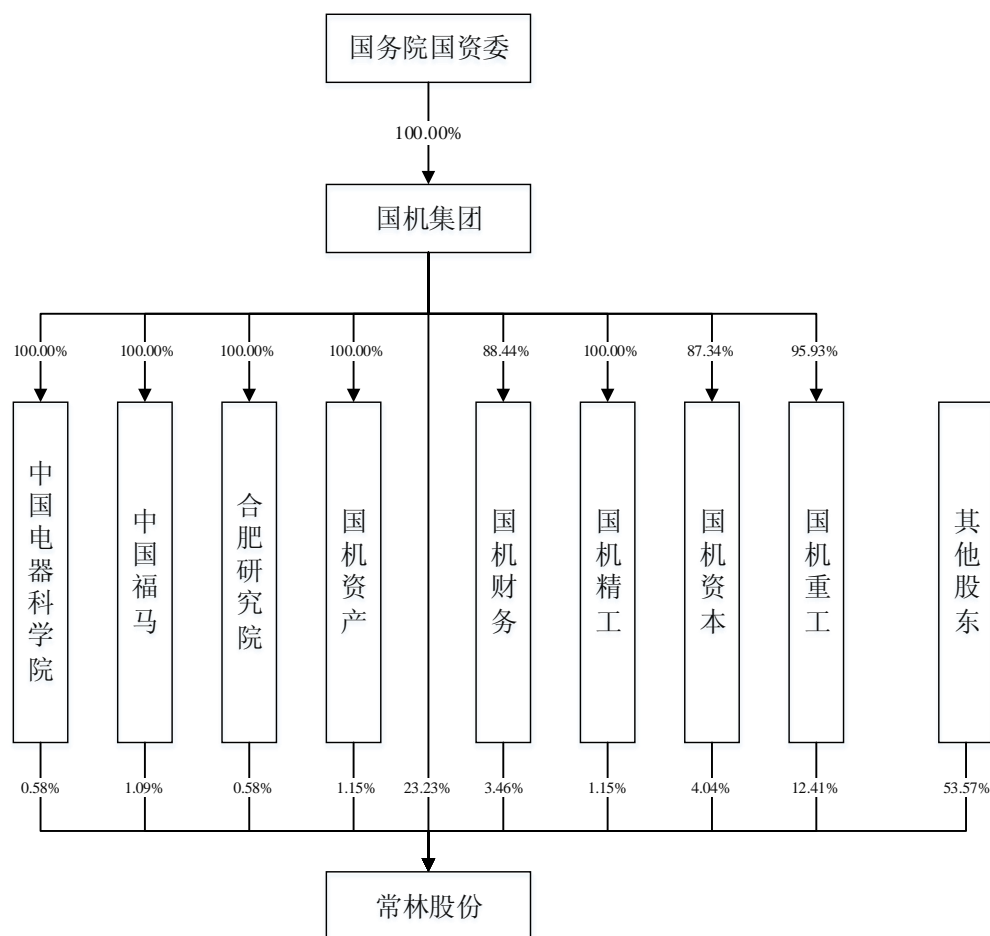 国务院国资委
100.00%
国机集团
100.00%
100.00%
100.00%
100.00%
88.44%
100.00%
87.34%
95.93%
中国电器科学院
中国福马
合肥研究院
国机资产
国机财务
国机精工
国机资本
国机重工
其他股东
0.58%
1.09%
0.58%
1.15%
23.23%
3.46%
1.15%
4.04%
12.41%
53.57%
常林股份